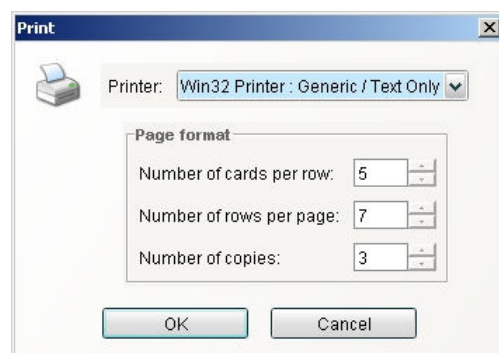 Print
Printer: Win32 Printer : Generic / Text Only
Page format
Number of cards per row: 5
Number of rows per page: 7
Number of copies: 3
OK Cancel